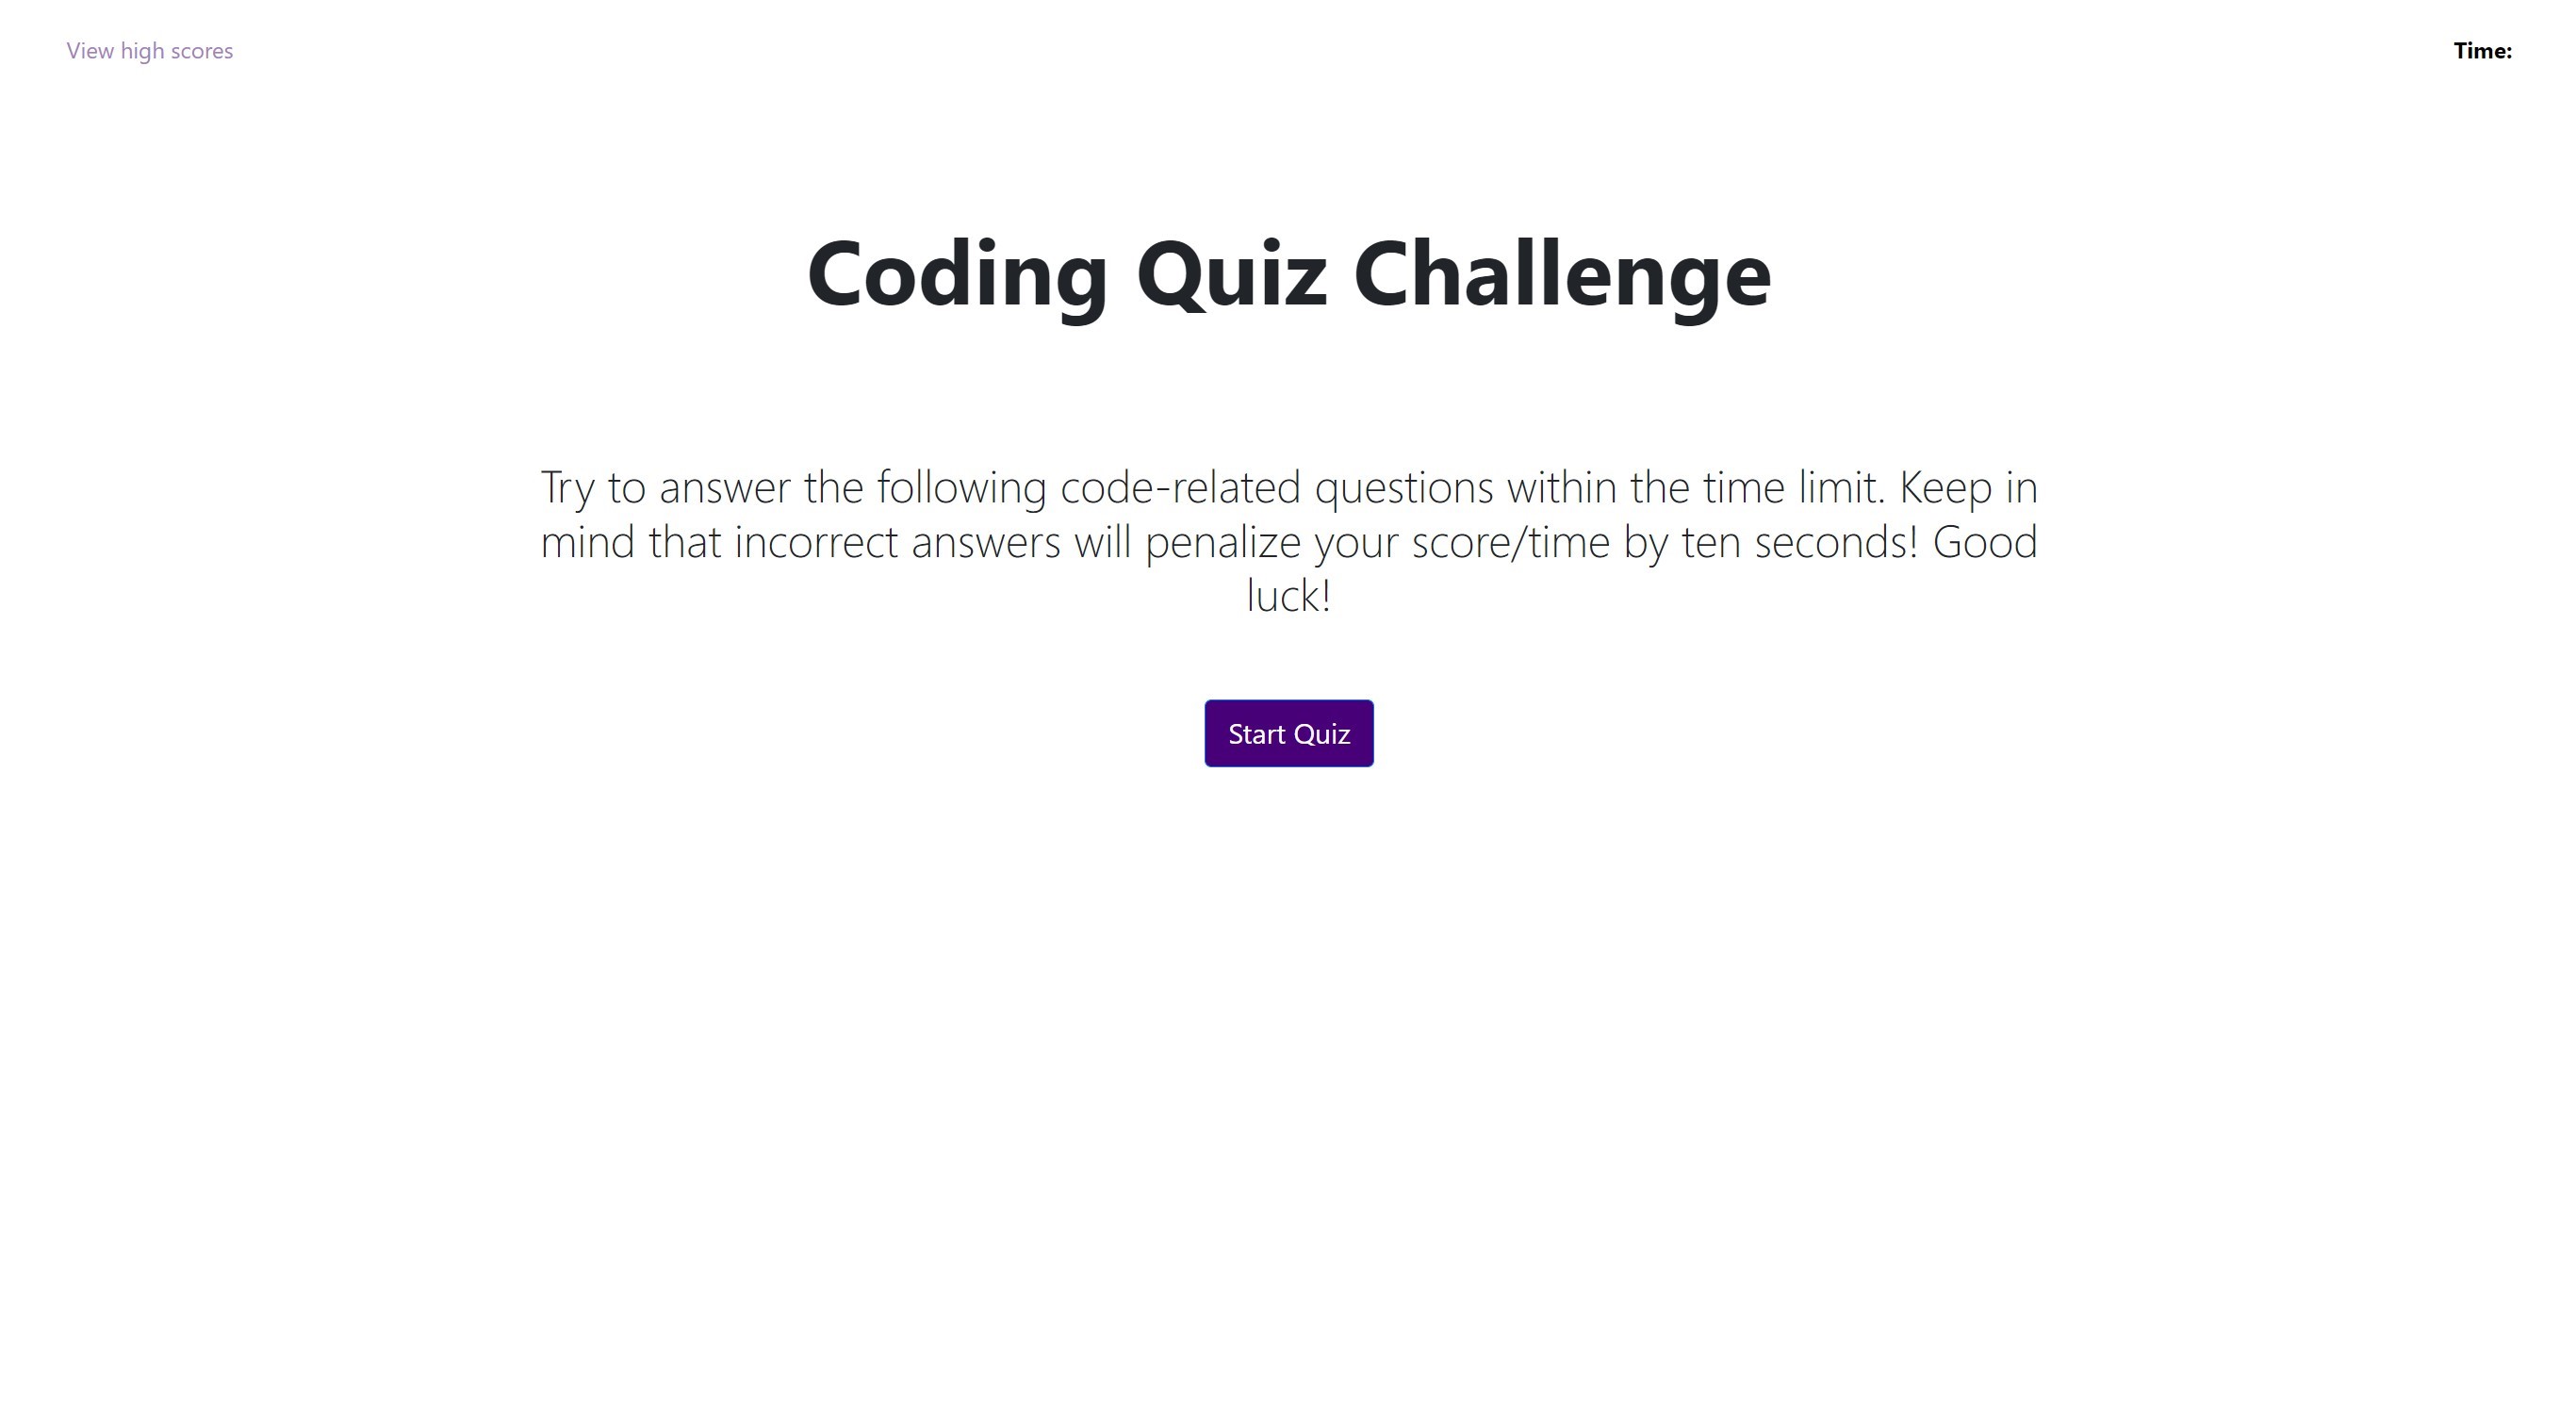 View high scores
Time:
Coding Quiz Challenge
Try to answer the following code-related questions within the time limit. Keep in
mind that incorrect answers will penalize your score/time by ten seconds! Good
luck!
Start Quiz